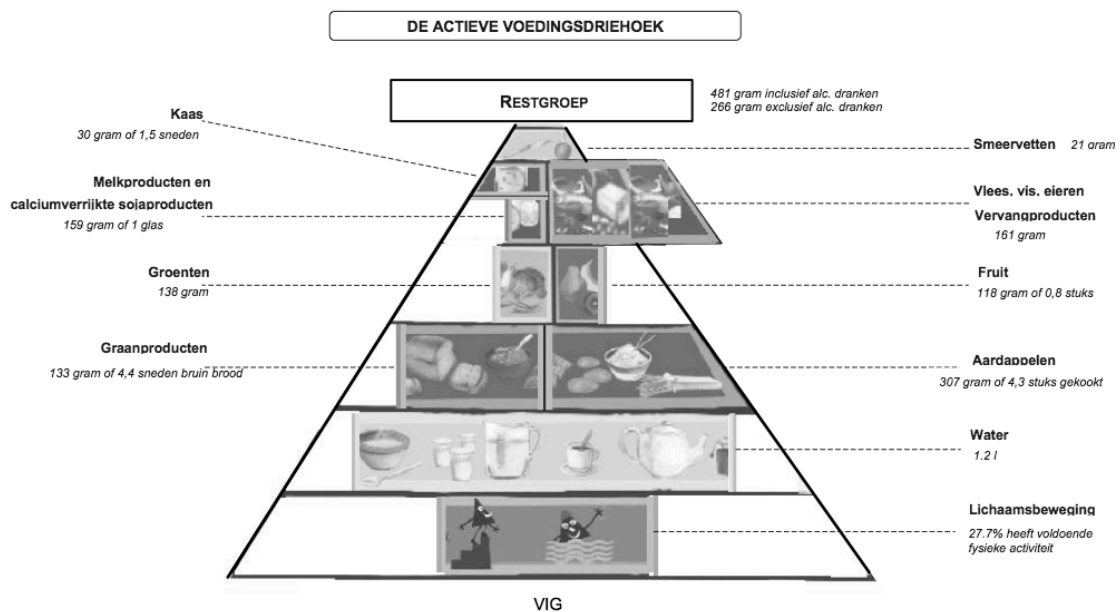 DE ACTIEVE VOEDINGSDRIEHOEK
RESTGROEP
481 gram inclusief alc. dranken
266 gram exclusief alc. dranken
Kaas
30 gram of 1,5 sneden
Smeervetten 21 gram
Melkproducten en
calciumverrijkte sojaproducten
159 gram of 1 glas
Vlees, vis, eieren
Vervangproducten
161 gram
Groenten
138 gram
Fruit
118 gram of 0,8 stuks
Graanproducten
133 gram of 4,4 sneden bruin brood
Aardappelen
307 gram of 4,3 stuks gekookt
Water
1.2 l
Lichaamsbeweging
27.7% heeft voldoende
fysieke activiteit
VIG